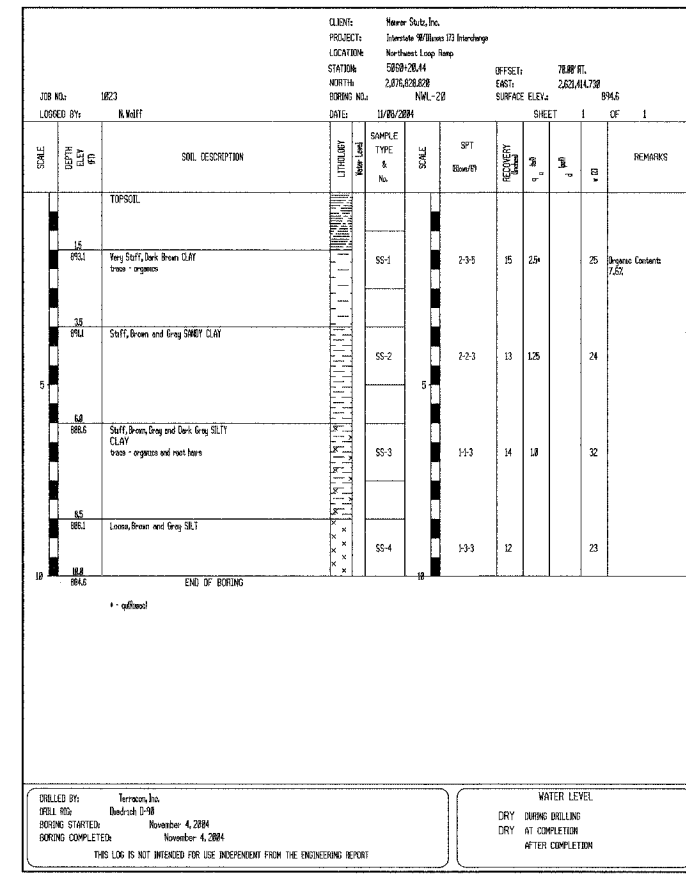 CLIENT: Maurer Stutz, Inc.
PROJECT: Interstate 90/Illinois 173 Interchange
LOCATION: Northwest Loop Ramp
STATION: 5060+20.44 OFFSET: 70.00' RT.
NORTH: 2,076,820.020 EAST: 2,621,414.730
JOB NO.: 1023 BORING NO.: NWL-20 SURFACE ELEV.: 894.6
LOGGED BY: N. Wolff DATE: 11/08/2004 SHEET 1 OF 1
SCALE DEPTH ELEV (FT) SOIL DESCRIPTION LITHOLOGY Water Level SAMPLE TYPE & No. SCALE SPT (Blows/6") RECOVERY (Inches) q u (tsf) d (pcf) w (%) REMARKS
TOPSOIL
1.5
893.1 Very Stiff, Dark Brown CLAY SS-1 2-3-5 15 2.5* 25 Organic Content:
trace - organics 7.6%
3.5
891.1 Stiff, Brown and Gray SANDY CLAY
SS-2 2-2-3 13 1.25 24
5 5
6.0
888.6 Stiff, Brown, Gray and Dark Gray SILTY
CLAY
trace - organics and root hairs SS-3 1-1-3 14 1.0 32
8.5
886.1 Loose, Brown and Gray SILT
SS-4 1-3-3 12 23
10 10.0 10
884.6 END OF BORING
DRILLED BY: Terracon, Inc.
DRILL RIG: Diedrich D-90
BORING STARTED: November 4, 2004
BORING COMPLETED: November 4, 2004
THIS LOG IS NOT INTENDED FOR USE INDEPENDENT FROM THE ENGINEERING REPORT
WATER LEVEL
DRY DURING DRILLING
DRY AT COMPLETION
AFTER COMPLETION